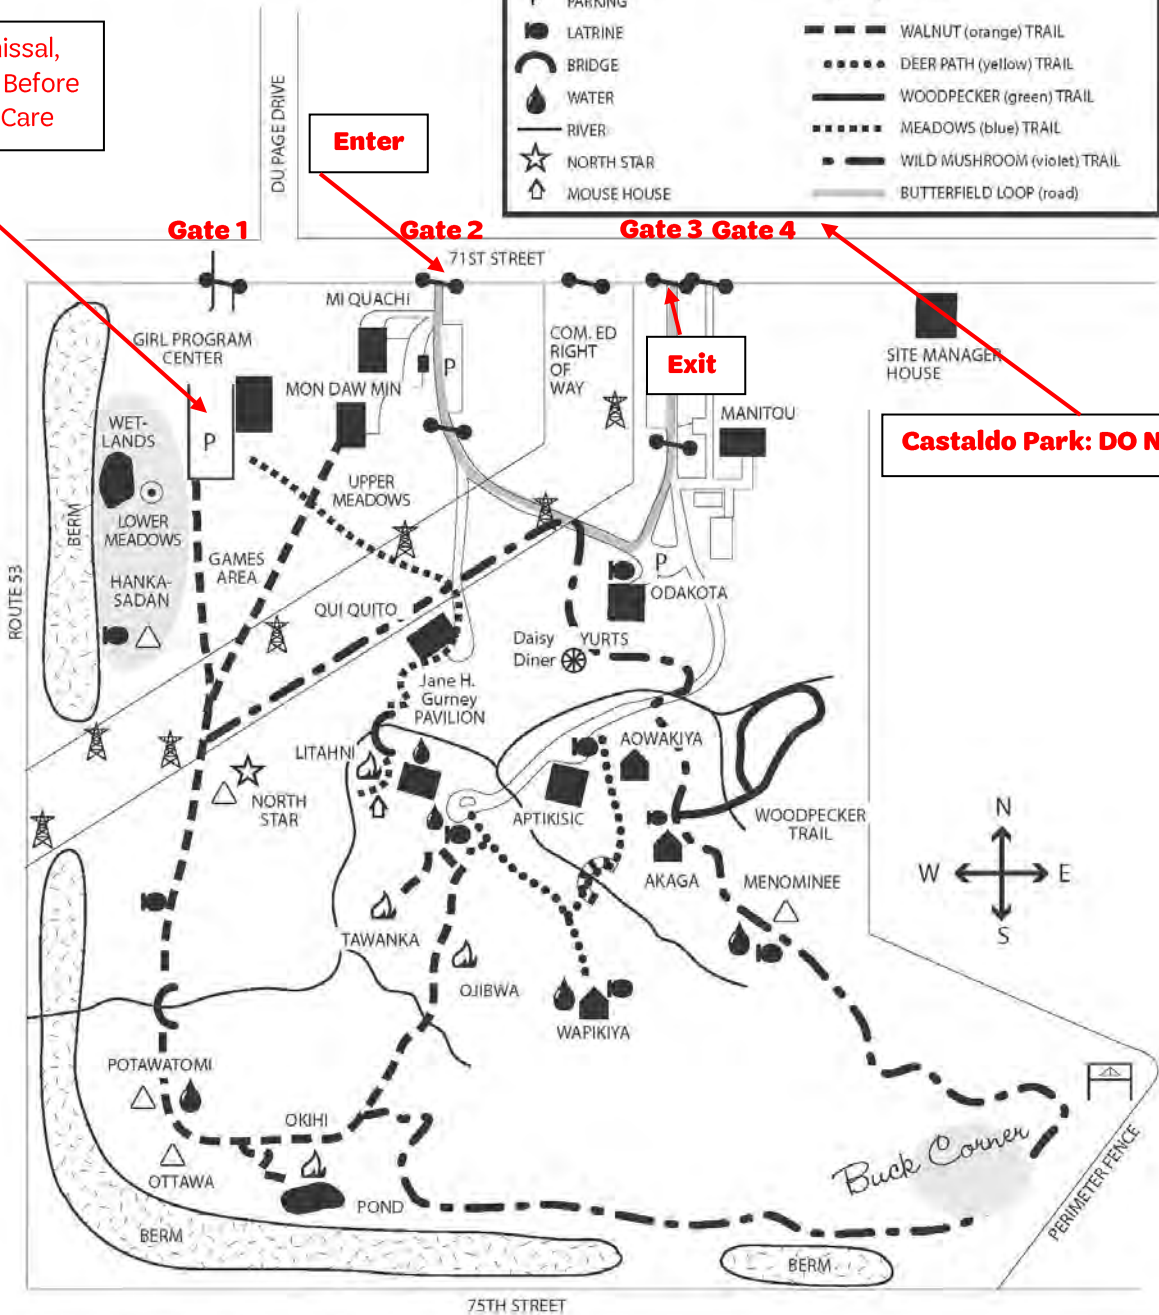 PARKING
LATRINE
BRIDGE
WATER
RIVER
NORTH STAR
MOUSE HOUSE
WALNUT (orange) TRAIL
DEER PATH (yellow) TRAIL
WOODPECKER (green) TRAIL
MEADOWS (blue) TRAIL
WILD MUSHROOM (violet) TRAIL
BUTTERFIELD LOOP (road)
Before
Care
DU PAGE DRIVE
Enter
Gate 1
Gate 2
Gate 3
Gate 4
71ST STREET
MI QUACHI
GIRL PROGRAM
CENTER
P
COM. ED
RIGHT
OF
WAY
Exit
SITE MANAGER
HOUSE
MON DAW MIN
MANITOU
Castaldo Park: DO
WET-
LANDS
P
UPPER
MEADOWS
BERM
LOWER
MEADOWS
GAMES
AREA
HANKA-
SADAN
ROUTE 53
P
ODAKOTA
QUI QUITO
Daisy
Diner
YURTS
Jane H.
Gurney
PAVILION
LITAHNI
AOWAKIYA
NORTH
STAR
APTIKISIC
WOODPECKER
TRAIL
N
W
E
S
AKAGA
MENOMINEE
TAWANKA
OJIBWA
WAPIKIYA
POTAWATOMI
OKIHI
OTTAWA
POND
Buck Corner
PERIMETER FENCE
BERM
BERM
75TH STREET